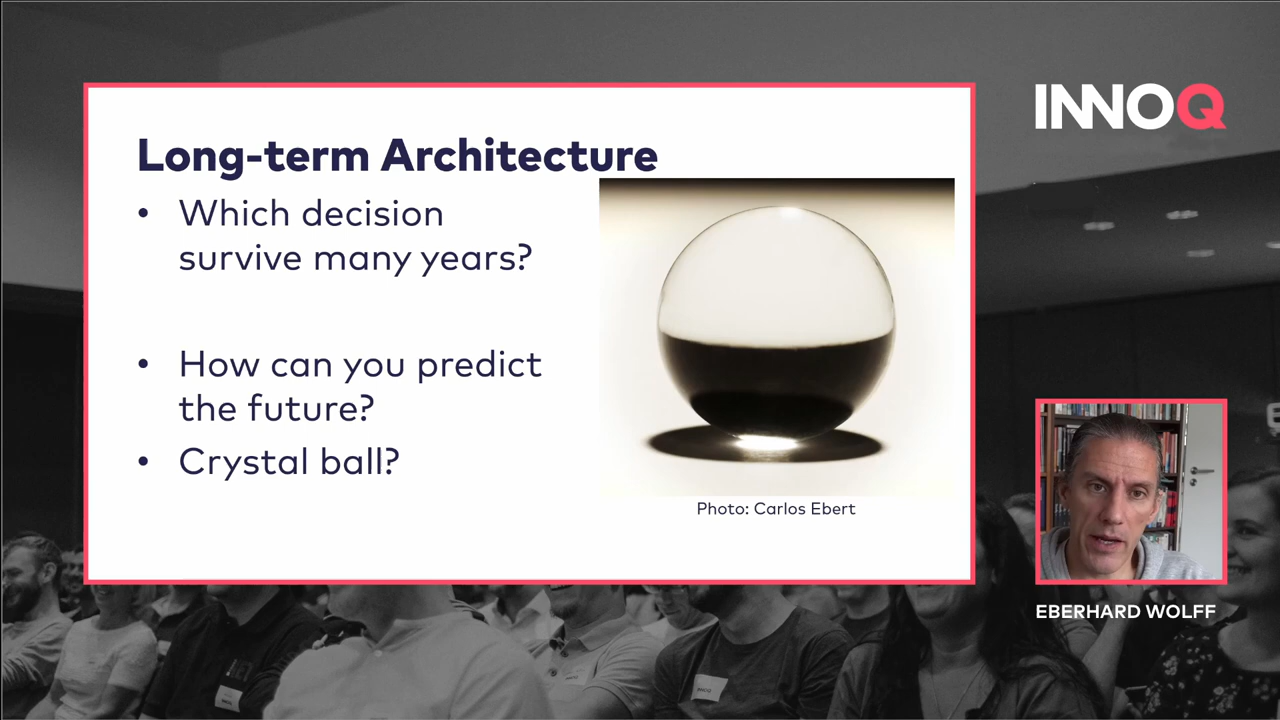 INNOQ
Long-term Architecture
• Which decision
survive many years?
• How can you predict
the future?
• Crystal ball?
Photo: Carlos Ebert
EBERHARD WOLFF
INNOQ